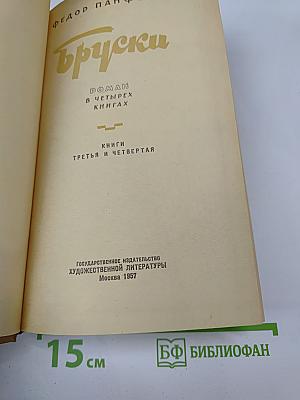 ФЕДОР ПАНФ
Бруски
РОМАН
В ЧЕТЫРЕХ
КНИГАХ
КНИГИ
ТРЕТЬЯ И ЧЕТВЕРТАЯ
ГОСУДАРСТВЕННОЕ ИЗДАТЕЛЬСТВО
ХУДОЖЕСТВЕННОЙ ЛИТЕРАТУРЫ
Москва 1957
15 см
БФ БИБЛИОФАН